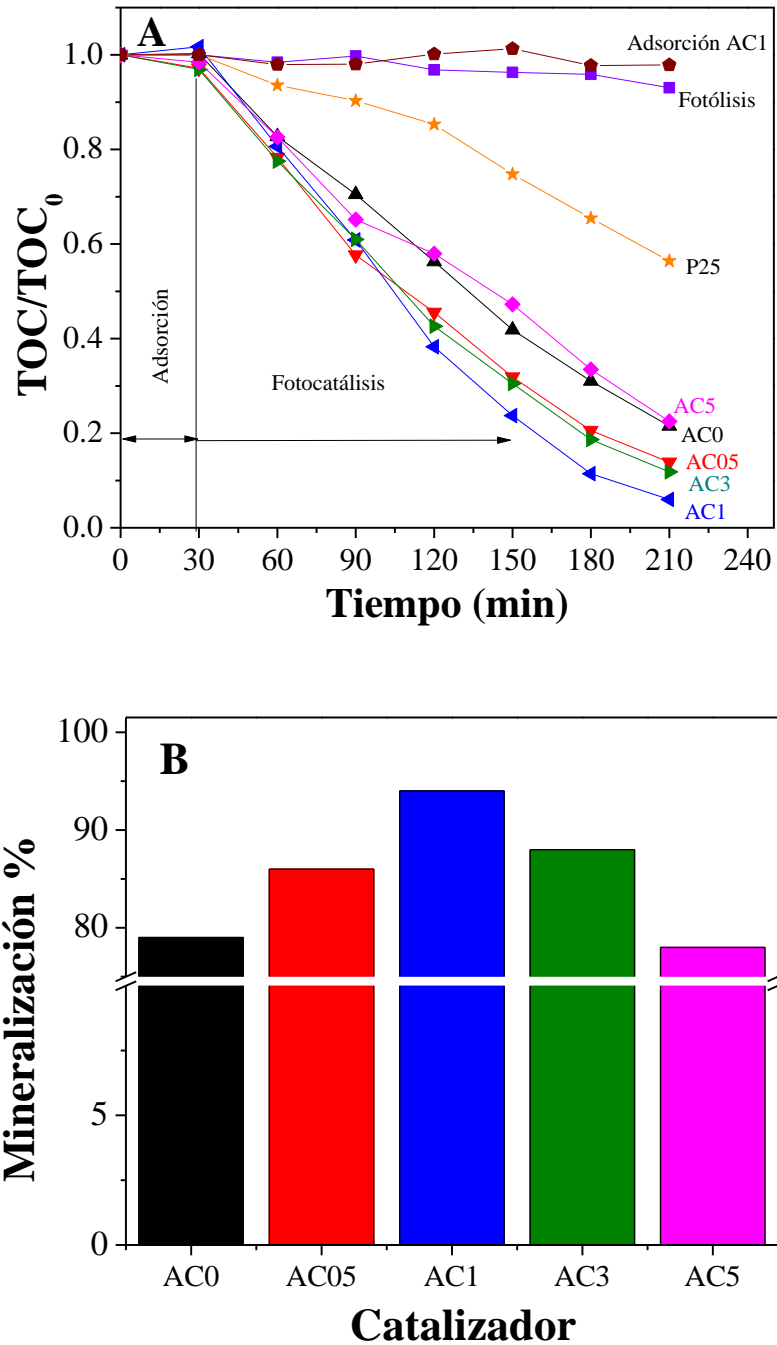 A
1.0
0.8
0.6
0.4
0.2
0.0
TOC/TOC₀
Adsorción AC1
Fotólisis
P25
Adsorción
Fotocatálisis
AC5
AC0
AC05
AC3
AC1
0 30 60 90 120 150 180 210 240
Tiempo (min)
B
100
90
80
5
0
Mineralización %
AC0 AC05 AC1 AC3 AC5
Catalizador